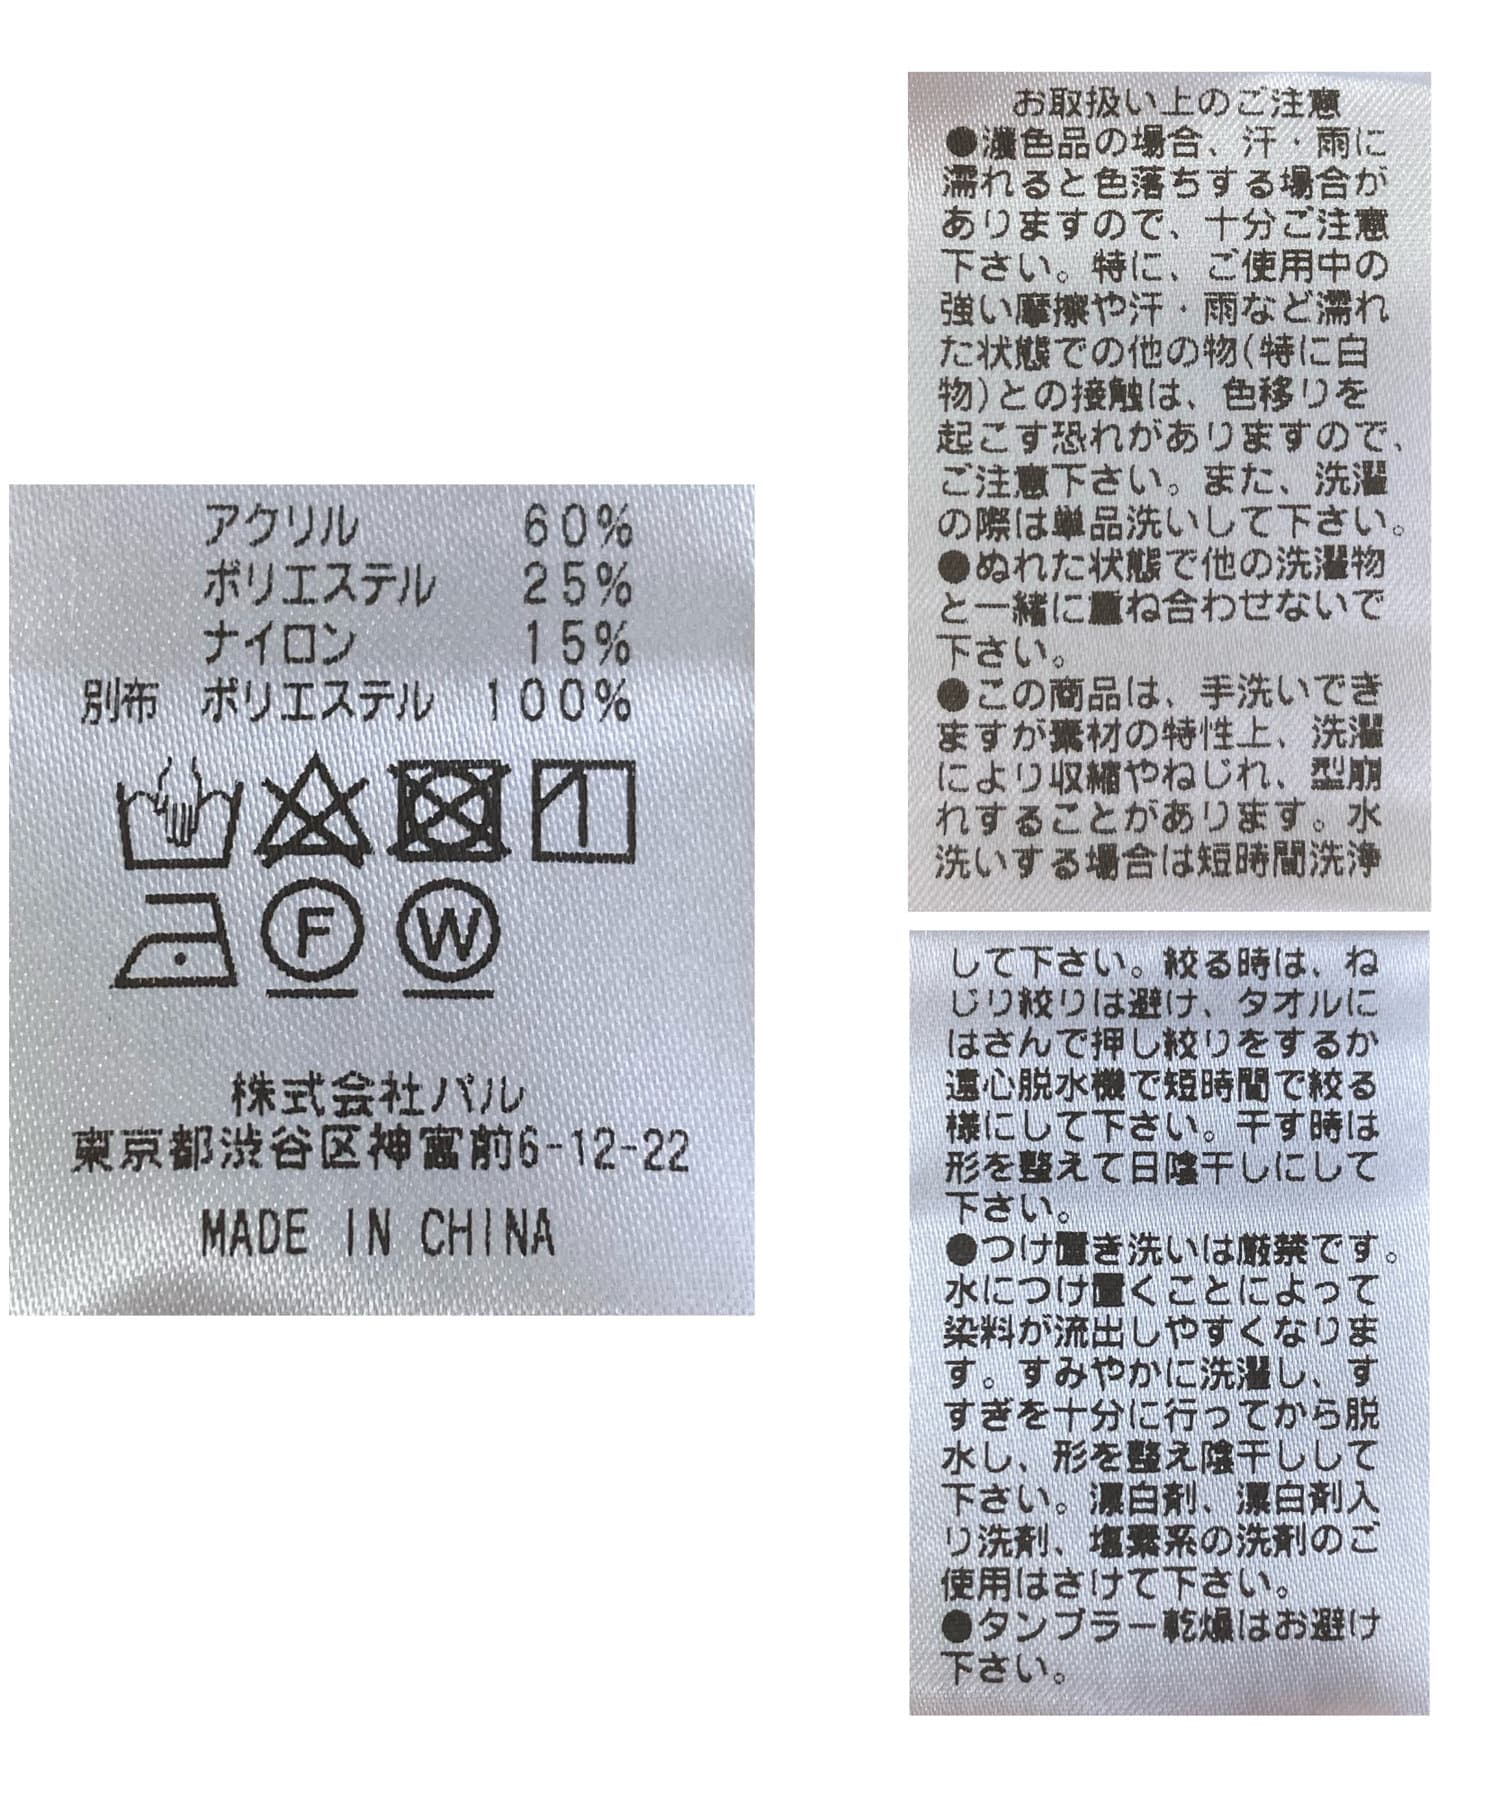 アクリル 60%
ポリエステル 25%
ナイロン 15%
別布 ポリエステル 100%
F W
株式会社パル
東京都渋谷区神宮前6-12-22
MADE IN CHINA
お取扱い上のご注意
●濃色品の場合、汗・雨に
濡れると色落ちする場合が
ありますので、十分ご注意
下さい。特に、ご使用中の
強い摩擦や汗・雨など濡れ
た状態での他の物(特に白
物)との接触は、色移りを
起こす恐れがありますので、
ご注意下さい。また、洗濯
の際は単品洗いして下さい。
●ぬれた状態で他の洗濯物
と一緒に重ね合わせないで
下さい。
●この商品は、手洗いでき
ますが素材の特性上、洗濯
により収縮やねじれ、型崩
れすることがあります。水
洗いする場合は短時間洗浄
して下さい。絞る時は、ね
じり絞りは避け、タオルに
はさんで押し絞りをするか
遠心脱水機で短時間で絞る
様にして下さい。干す時は
形を整えて日陰干しにして
下さい。
●つけ置き洗いは厳禁です。
水につけ置くことによって
染料が流出しやすくなりま
す。すみやかに洗濯し、す
すぎを十分に行ってから脱
水し、形を整え陰干しして
下さい。漂白剤、漂白剤入
り洗剤、塩素系の洗剤のご
使用はさけて下さい。
●タンブラー乾燥はお避け
下さい。